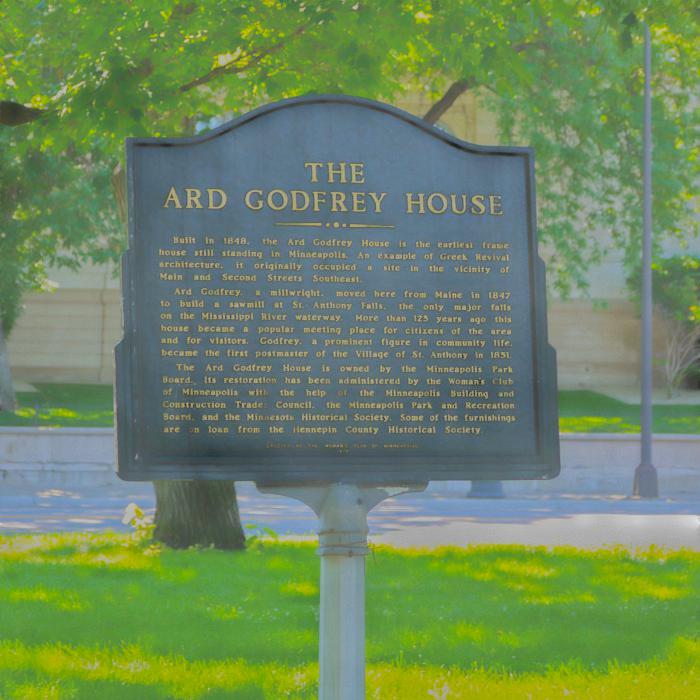 THE
ARD GODFREY HOUSE
Built in 1848, the Ard Godfrey House is the earliest frame
house still standing in Minneapolis. An example of Greek Revival
architecture, it originally occupied a site in the vicinity of
Main and Second Streets Southeast.
Ard Godfrey, a millwright, moved here from Maine in 1847
to build a sawmill at St. Anthony Falls, the only major falls
on the Mississippi River waterway. More than 125 years ago this
house became a popular meeting place for citizens of the area
and for visitors. Godfrey, a prominent figure in community life,
became the first postmaster of the Village of St. Anthony in 1851.
The Ard Godfrey House is owned by the Minneapolis Park
Board. Its restoration has been administered by the Woman's Club
of Minneapolis with the help of the Minneapolis Building and
Construction Trades Council, the Minneapolis Park and Recreation
Board, and the Minnesota Historical Society. Some of the furnishings
are on loan from the Hennepin County Historical Society.
BY THE WOMAN'S CLUB OF MINNEAPOLIS